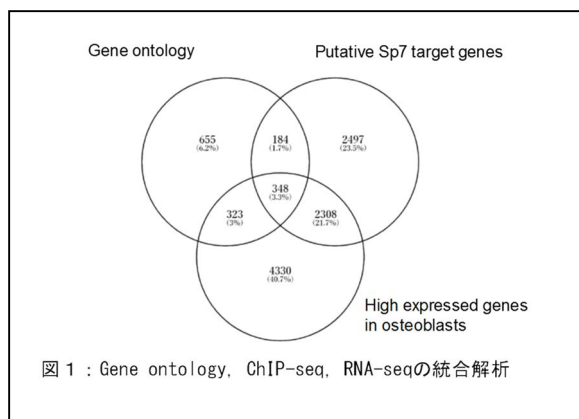 Gene ontology
Putative Sp7 target genes
655
(6.2%)
184
(1.7%)
2497
(23.5%)
348
(3.3%)
323
(3%)
2308
(21.7%)
4330
(40.7%)
High expressed genes
in osteoblasts
図１：Gene ontology, ChIP-seq, RNA-seqの統合解析